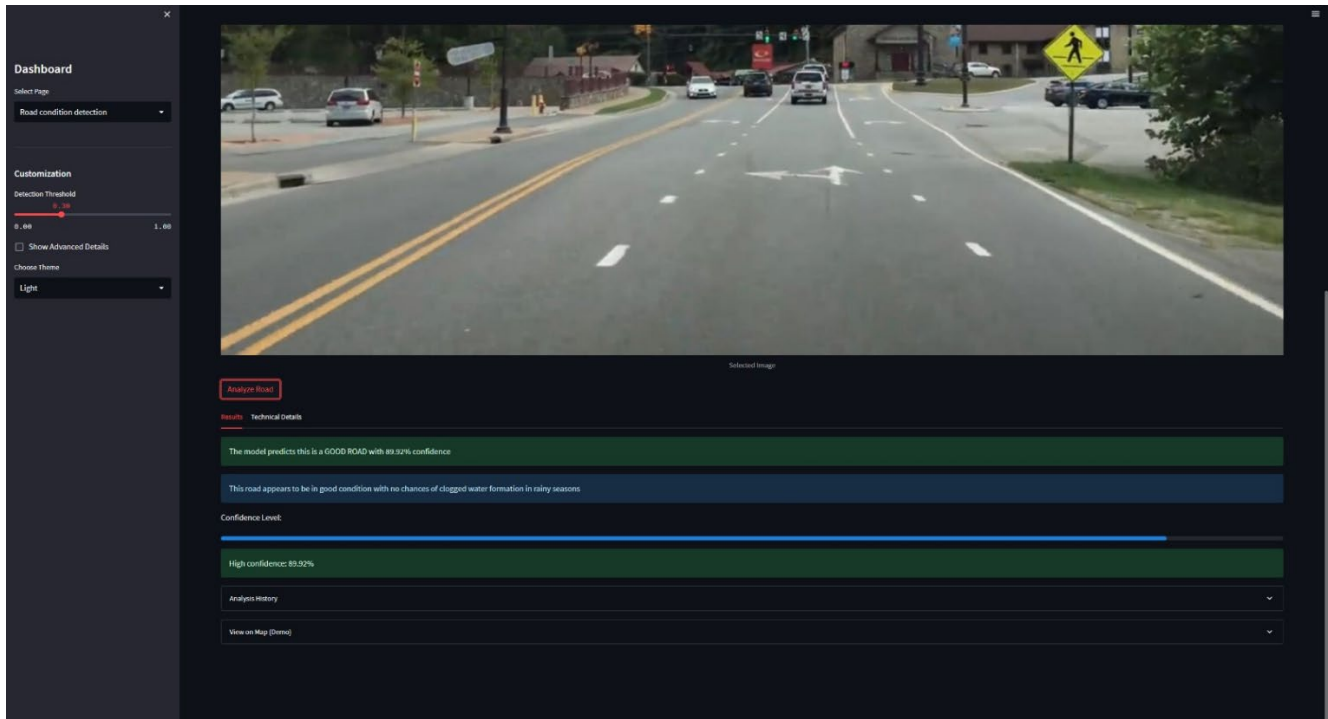 Dashboard
Select Page
Road condition detection
Customization
Detection Threshold
0.30
0.00 1.00
Show Advanced Details
Choose Theme
Light
Selected Image
Analyze Road
Results Technical Details
The model predicts this is a GOOD ROAD with 89.92% confidence
This road appears to be in good condition with no chances of clogged water formation in rainy seasons
Confidence Level:
High confidence: 89.92%
Analysis History
View on Map (Demo)